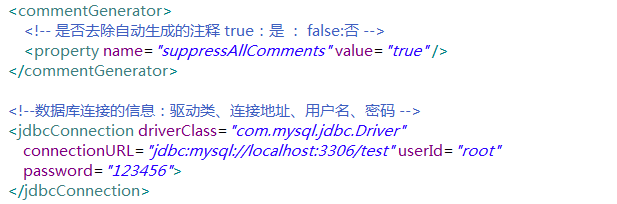 <commentGenerator>
<!-- 是否去除自动生成的注释 true：是 ： false:否 -->
<property name="suppressAllComments" value="true" />
</commentGenerator>
<!--数据库连接的信息：驱动类、连接地址、用户名、密码 -->
<jdbcConnection driverClass="com.mysql.jdbc.Driver"
connectionURL="jdbc:mysql://localhost:3306/test" userId="root"
password="123456">
</jdbcConnection>